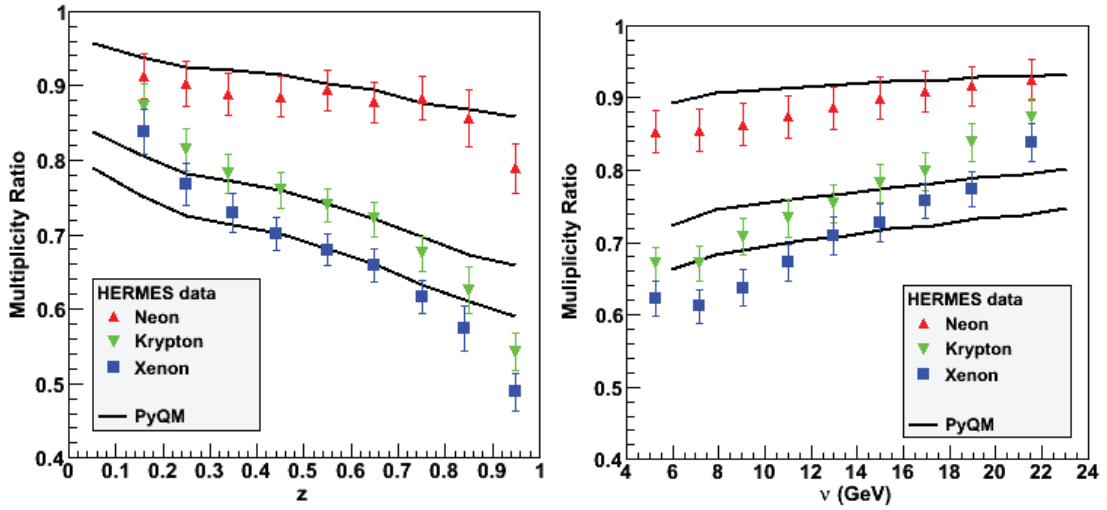 1
0.9
0.8
0.7
0.6
0.5
0.4
Multiplicity Ratio
HERMES data
Neon
Krypton
Xenon
PyQM
0 0.1 0.2 0.3 0.4 0.5 0.6 0.7 0.8 0.9 1
z
1
0.9
0.8
0.7
0.6
0.5
0.4
Muliplicity Ratio
HERMES data
Neon
Krypton
Xenon
PyQM
4 6 8 10 12 14 16 18 20 22 24
ν (GeV)